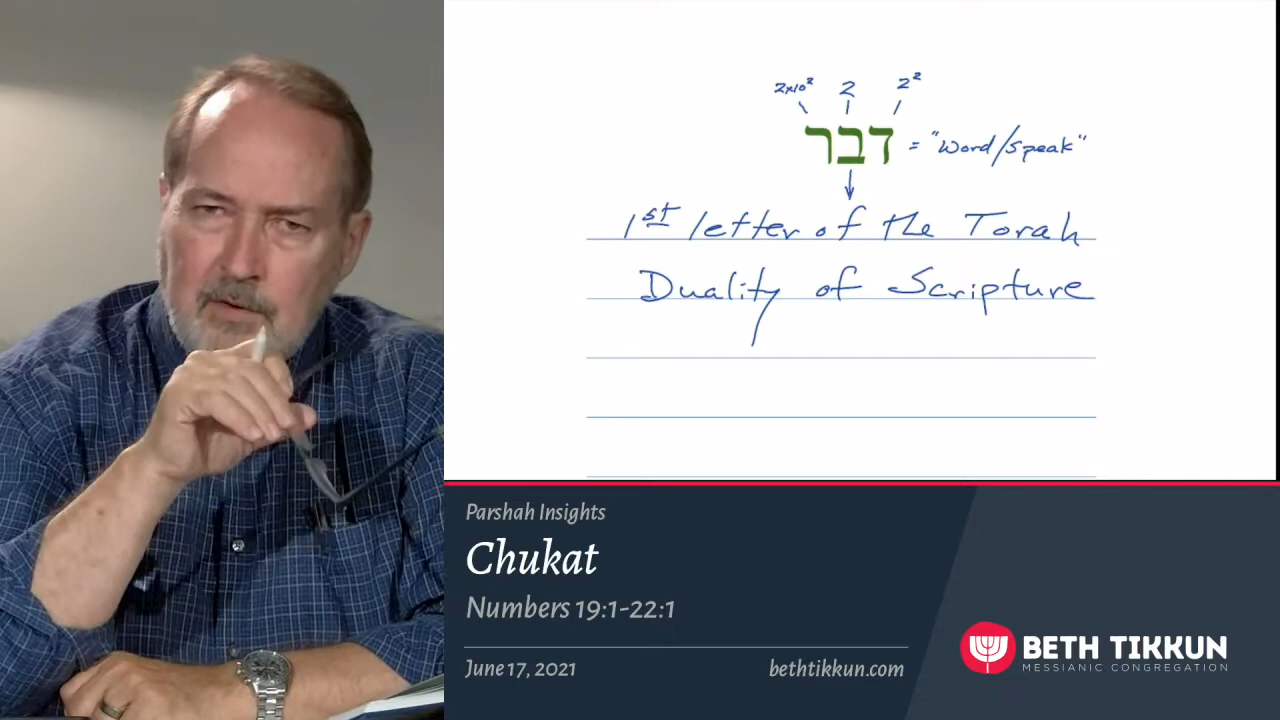 2x10² 2 2²
דבר = "Word/speak"
1st letter of the Torah
Duality of Scripture
Parshah Insights
Chukat
Numbers 19:1-22:1
June 17, 2021 bethtikkun.com
BETH TIKKUN
MESSIANIC CONGREGATION